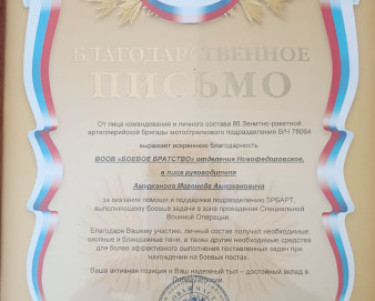 БЛАГОДАРСТВЕННОЕ
ПИСЬМО
От лица командования и личного состава 85 Зенитно-ракетной
артиллерийской бригады мотострелкового подразделения В/Ч 78064
выражает искреннюю благодарность
ВООВ «БОЕВОЕ БРАТСТВО» отделения Новофедоровское,
в лице руководителя
за оказание помощи и поддержки подразделению ЗРБАРТ,
выполняющему боевые задачи в зоне проведения Специальной
Военной Операции.
Благодаря Вашему участию, личный состав получил необходимые
окопные и блиндажные печи, а также другие необходимые средства
для более эффективного выполнения поставленных задач при
нахождении на боевых постах.
Ваша активная позиция и Ваш надежный тыл – достойный вклад в